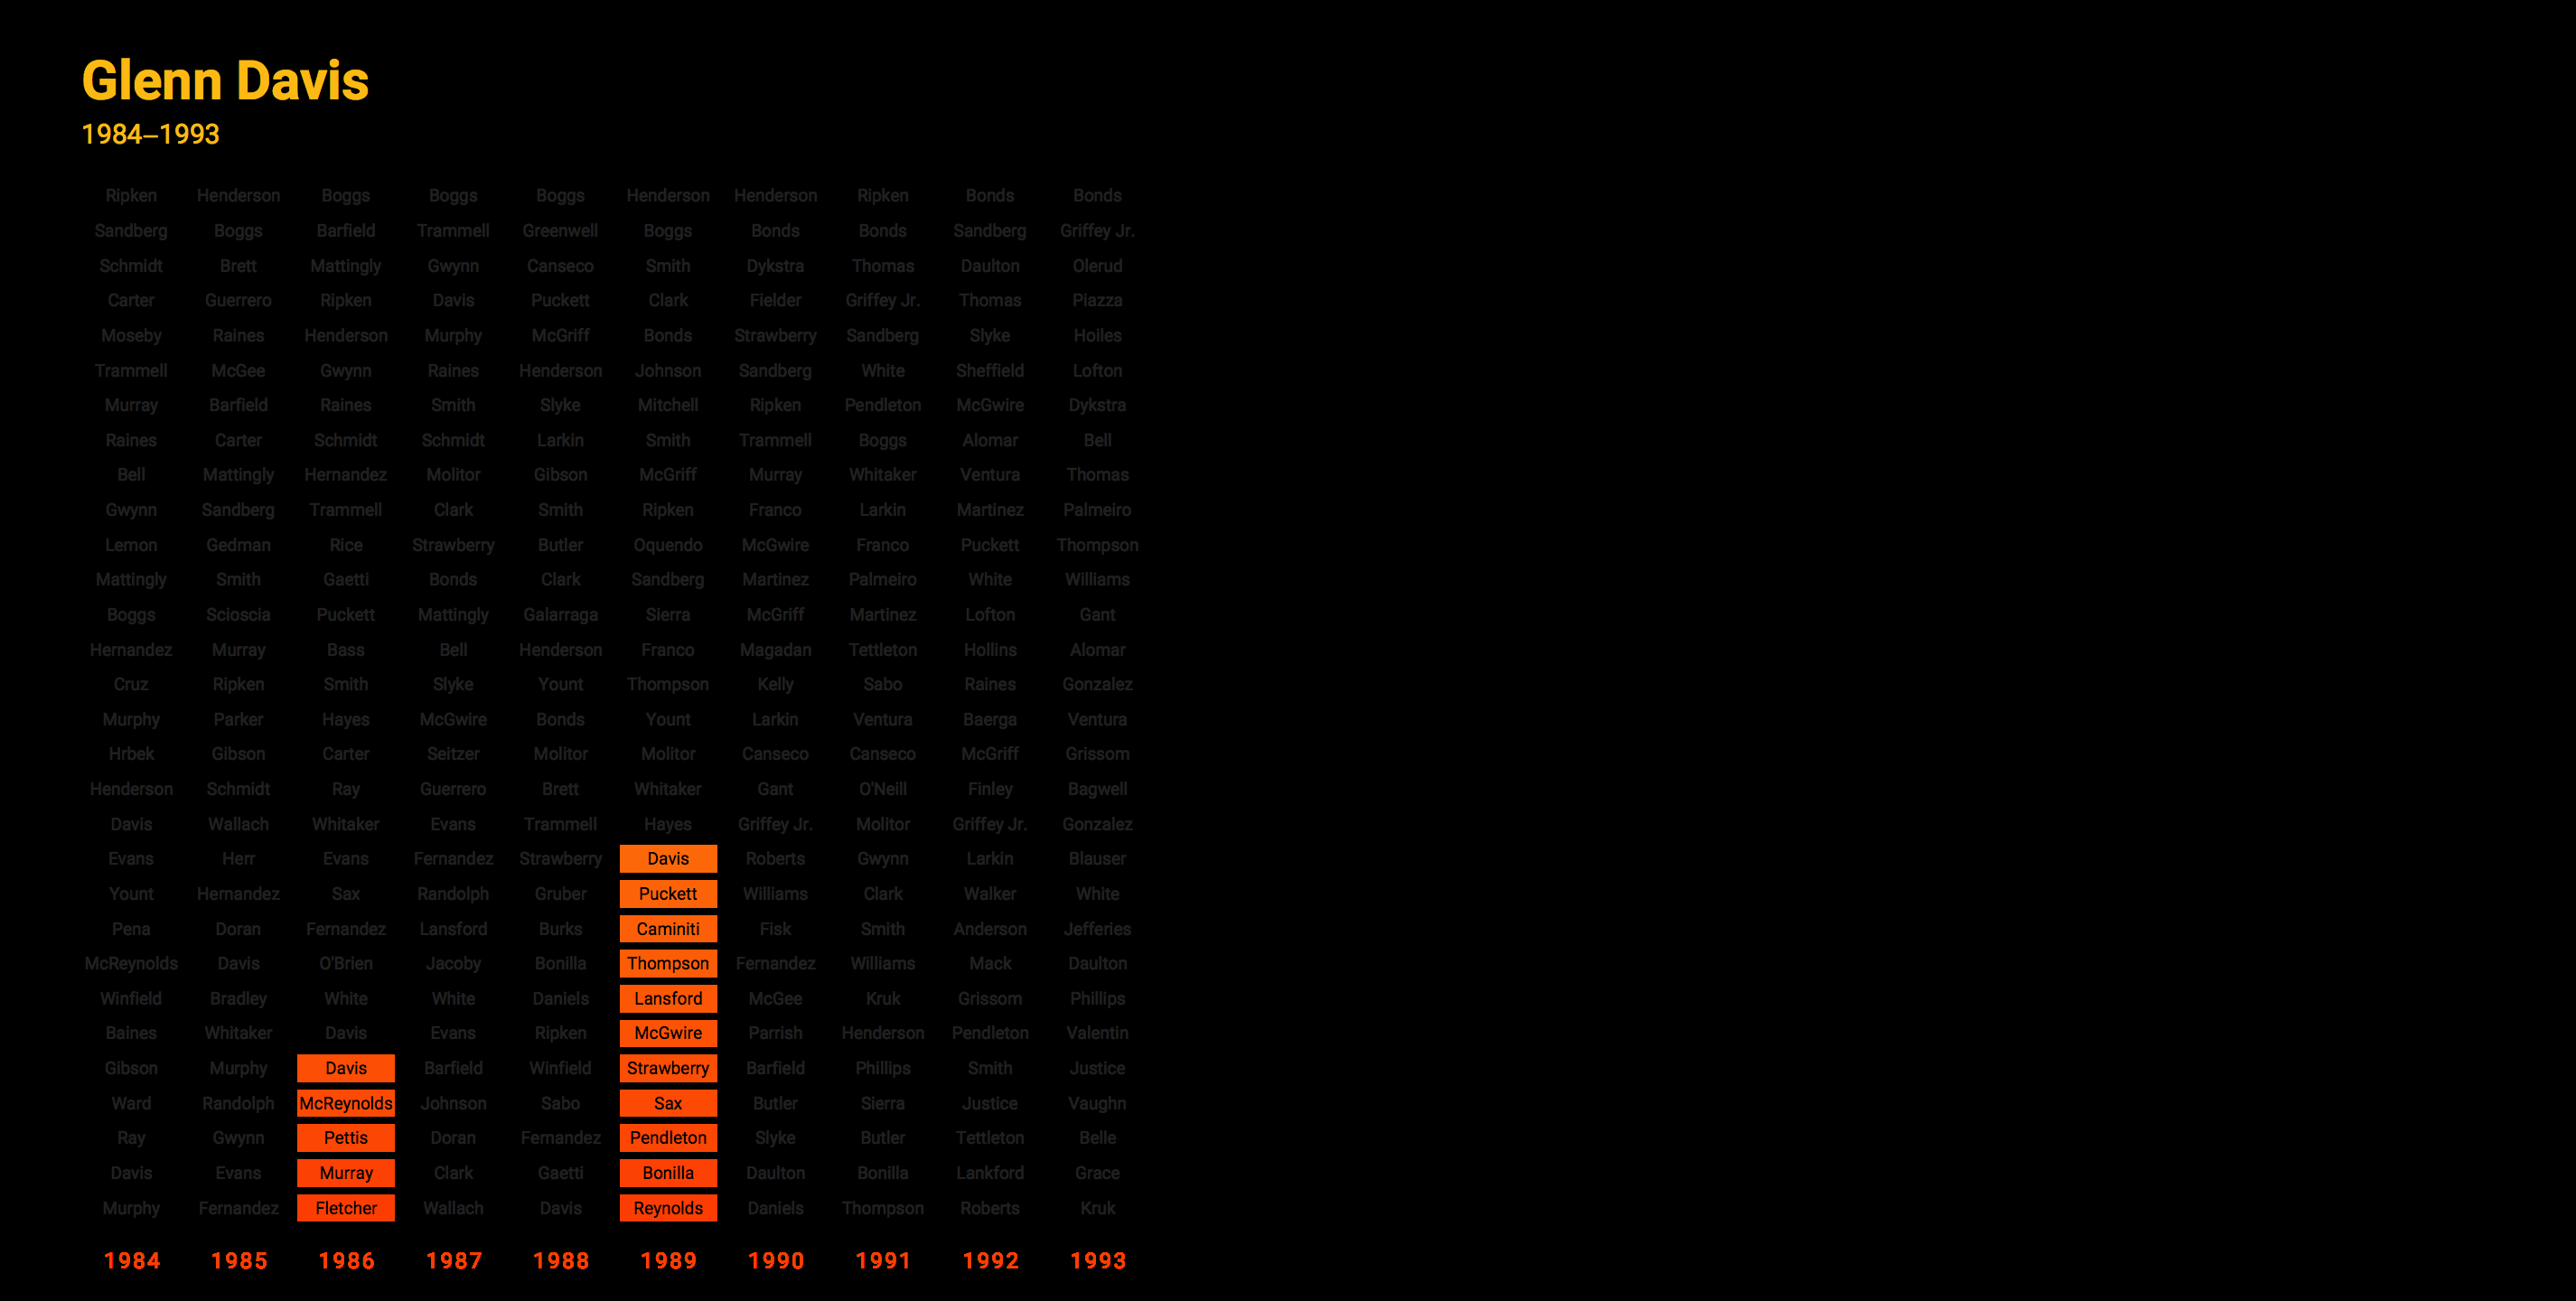 Glenn Davis
1984–1993
Ripken Henderson Boggs Boggs Boggs Henderson Henderson Ripken Bonds Bonds
Sandberg Boggs Barfield Trammell Greenwell Boggs Bonds Bonds Sandberg Griffey Jr.
Schmidt Brett Mattingly Gwynn Canseco Smith Dykstra Thomas Daulton Olerud
Carter Guerrero Ripken Davis Puckett Clark Fielder Griffey Jr. Thomas Piazza
Moseby Raines Henderson Murphy McGriff Bonds Strawberry Sandberg Slyke Hoiles
Trammell McGee Gwynn Raines Henderson Johnson Sandberg White Sheffield Lofton
Murray Barfield Raines Smith Slyke Mitchell Ripken Pendleton McGwire Dykstra
Raines Carter Schmidt Schmidt Larkin Smith Trammell Boggs Alomar Bell
Bell Mattingly Hernandez Molitor Gibson McGriff Murray Whitaker Ventura Thomas
Gwynn Sandberg Trammell Clark Smith Ripken Franco Larkin Martinez Palmeiro
Lemon Gedman Rice Strawberry Butler Oquendo McGwire Franco Puckett Thompson
Mattingly Smith Gaetti Bonds Clark Sandberg Martinez Palmeiro White Williams
Boggs Scioscia Puckett Mattingly Galarraga Sierra McGriff Martinez Lofton Gant
Hernandez Murray Bass Bell Henderson Franco Magadan Tettleton Hollins Alomar
Cruz Ripken Smith Slyke Yount Thompson Kelly Sabo Raines Gonzalez
Murphy Parker Hayes McGwire Bonds Yount Larkin Ventura Baerga Ventura
Hrbek Gibson Carter Seitzer Molitor Molitor Canseco Canseco McGriff Grissom
Henderson Schmidt Ray Guerrero Brett Whitaker Gant O'Neill Finley Bagwell
Davis Wallach Whitaker Evans Trammell Hayes Griffey Jr. Molitor Griffey Jr. Gonzalez
Evans Herr Evans Fernandez Strawberry Davis Roberts Gwynn Larkin Blauser
Yount Hernandez Sax Randolph Gruber Puckett Williams Clark Walker White
Pena Doran Fernandez Lansford Burks Caminiti Fisk Smith Anderson Jefferies
McReynolds Davis O'Brien Jacoby Bonilla Thompson Fernandez Williams Mack Daulton
Winfield Bradley White White Daniels Lansford McGee Kruk Grissom Phillips
Baines Whitaker Davis Evans Ripken McGwire Parrish Henderson Pendleton Valentin
Gibson Murphy Davis Barfield Winfield Strawberry Barfield Phillips Smith Justice
Ward Randolph McReynolds Johnson Sabo Sax Butler Sierra Justice Vaughn
Ray Gwynn Pettis Doran Fernandez Pendleton Slyke Butler Tettleton Belle
Davis Evans Murray Clark Gaetti Bonilla Daulton Bonilla Lankford Grace
Murphy Fernandez Fletcher Wallach Davis Reynolds Daniels Thompson Roberts Kruk
1984 1985 1986 1987 1988 1989 1990 1991 1992 1993